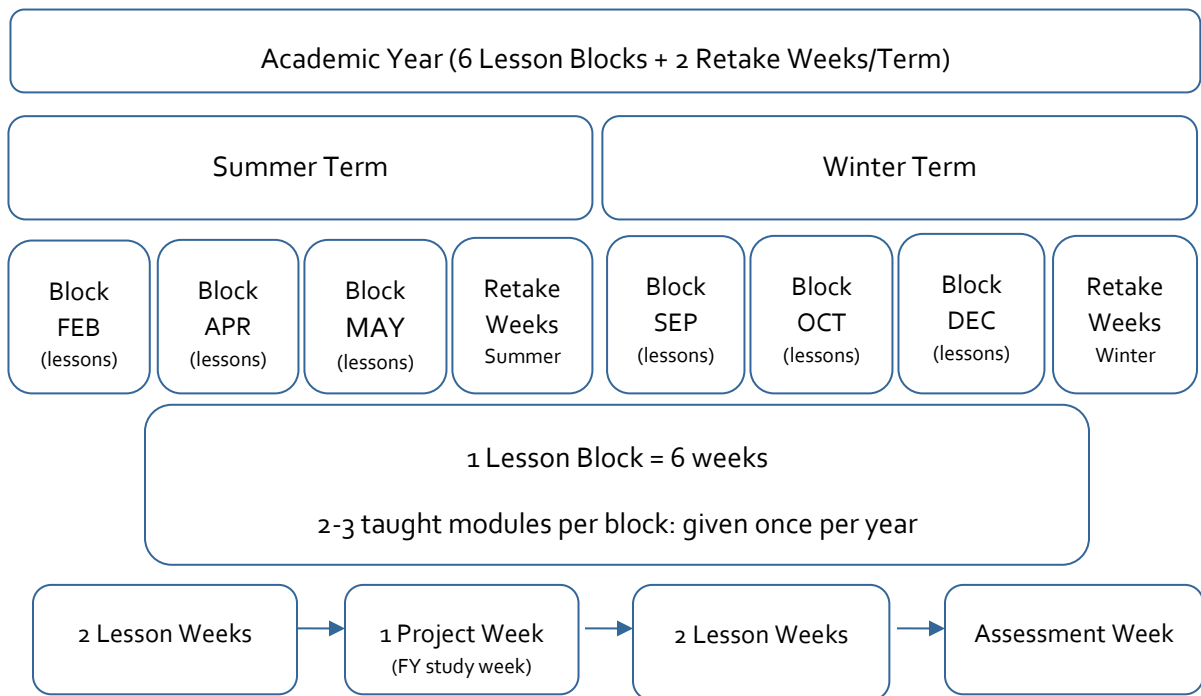 Academic Year (6 Lesson Blocks + 2 Retake Weeks/Term)
Summer Term
Winter Term
Block
FEB
(lessons)
Block
APR
(lessons)
Block
MAY
(lessons)
Retake
Weeks
Summer
Block
SEP
(lessons)
Block
OCT
(lessons)
Block
DEC
(lessons)
Retake
Weeks
Winter
1 Lesson Block = 6 weeks
2-3 taught modules per block: given once per year
2 Lesson Weeks
1 Project Week
(FY study week)
2 Lesson Weeks
Assessment Week